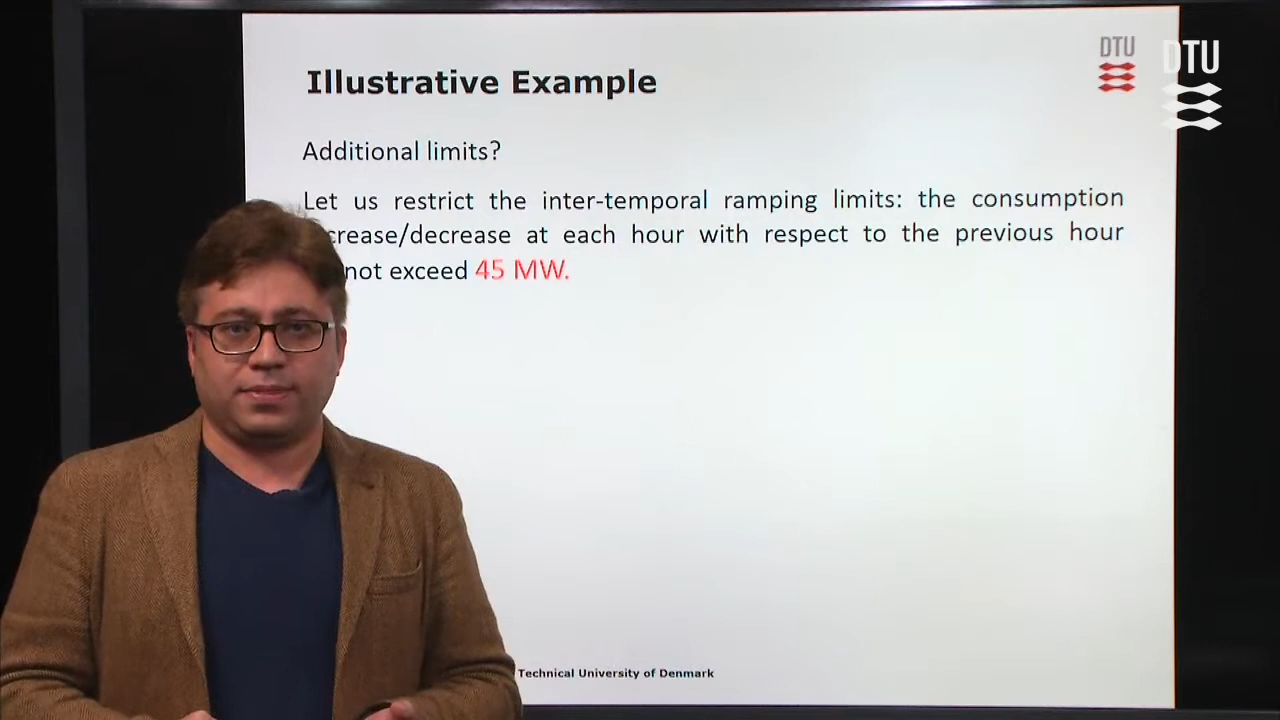 DTU
DTU
Illustrative Example
Additional limits?
Let us restrict the inter-temporal ramping limits: the consumption
crease/decrease at each hour with respect to the previous hour
not exceed 45 MW.
Technical University of Denmark